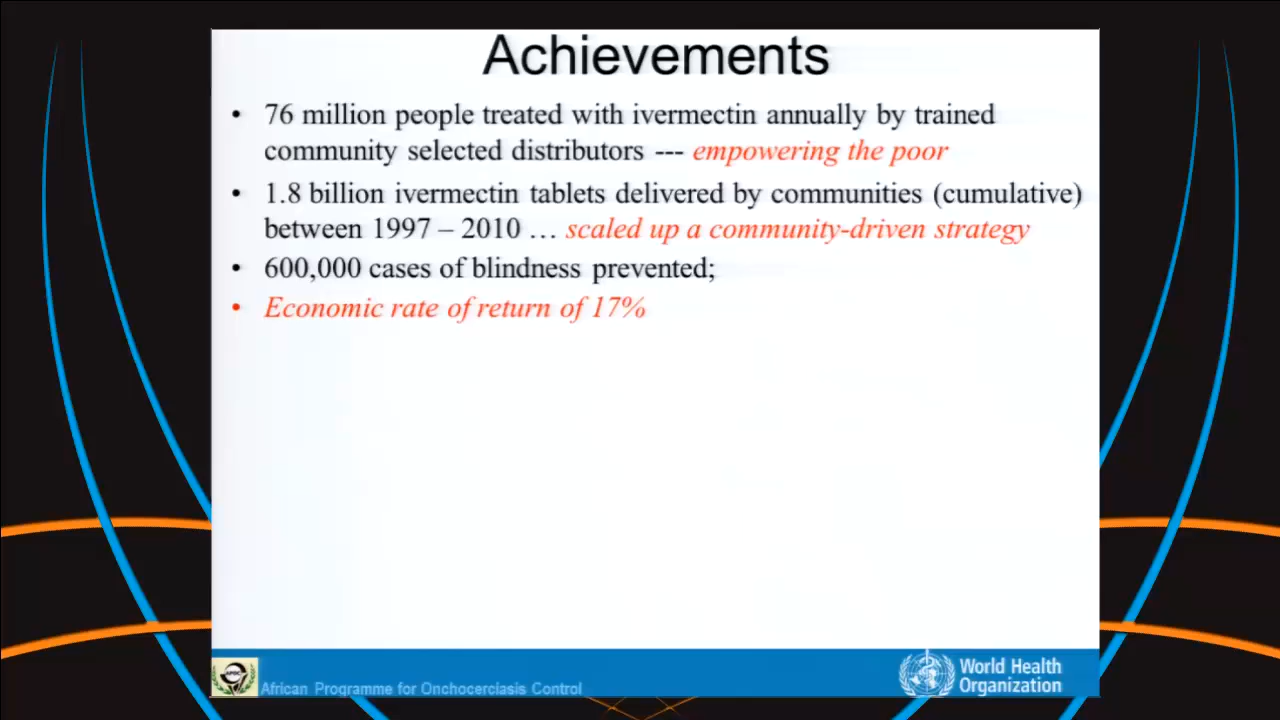 Achievements
• 76 million people treated with ivermectin annually by trained
community selected distributors --- empowering the poor
• 1.8 billion ivermectin tablets delivered by communities (cumulative)
between 1997 – 2010 … scaled up a community-driven strategy
• 600,000 cases of blindness prevented;
• Economic rate of return of 17%
African Programme for Onchocerciasis Control
World Health
Organization